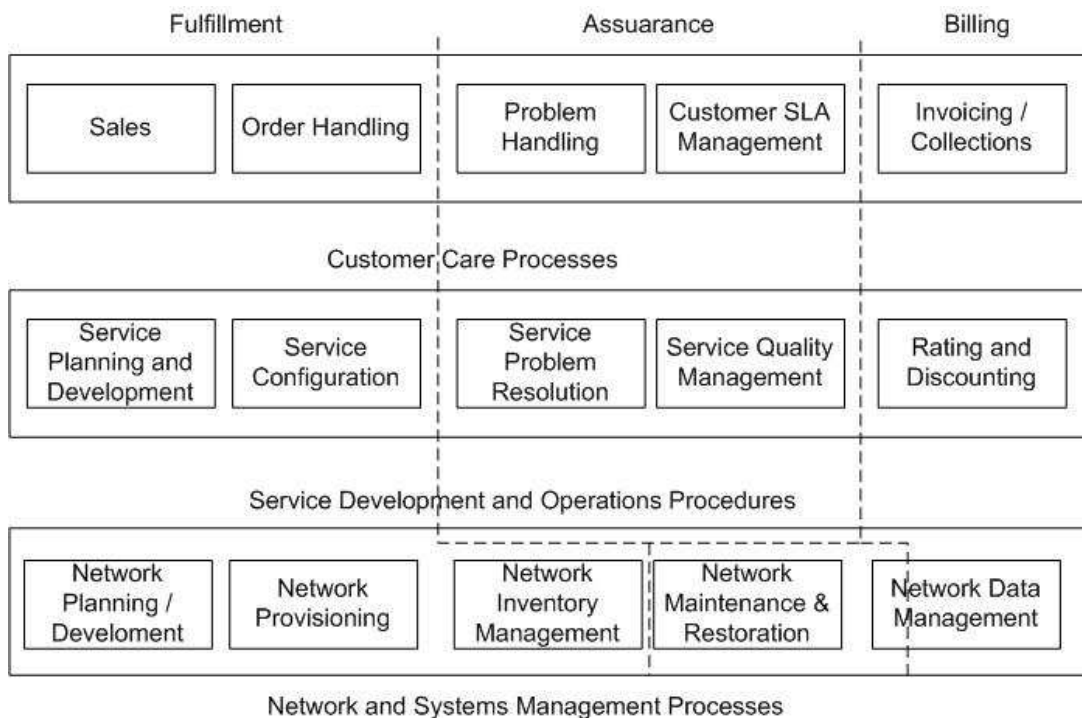 Fulfillment
Assuarance
Billing
Sales
Order Handling
Problem
Handling
Customer SLA
Management
Invoicing /
Collections
Customer Care Processes
Service
Planning and
Development
Service
Configuration
Service
Problem
Resolution
Service Quality
Management
Rating and
Discounting
Service Development and Operations Procedures
Network
Planning /
Develoment
Network
Provisioning
Network
Inventory
Management
Network
Maintenance &
Restoration
Network Data
Management
Network and Systems Management Processes